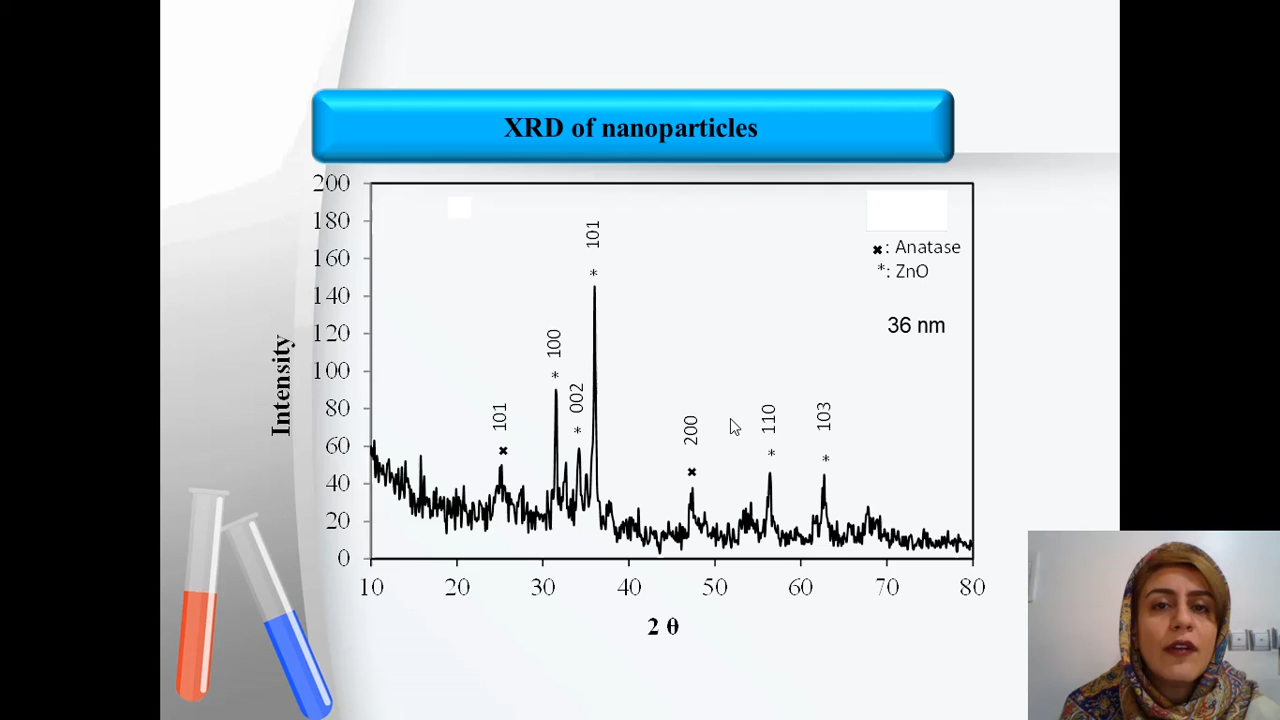 XRD of nanoparticles
200
180
160
140
120
100
80
60
40
20
0
Intensity
101
100
002
101
200
110
103
✖: Anatase
*: ZnO
36 nm
10 20 30 40 50 60 70 80
2 θ